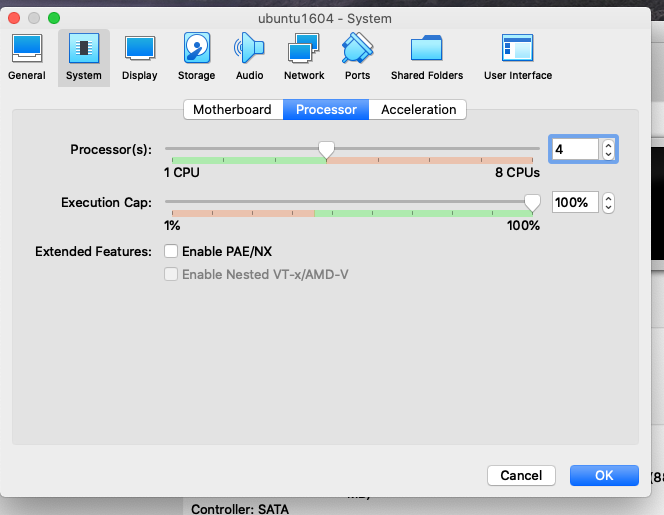 ubuntu1604 - System
General System Display Storage Audio Network Ports Shared Folders User Interface
Motherboard Processor Acceleration
Processor(s): 4
1 CPU 8 CPUs
Execution Cap: 100%
1% 100%
Extended Features: Enable PAE/NX
Enable Nested VT-x/AMD-V
Cancel OK
Controller: SATA